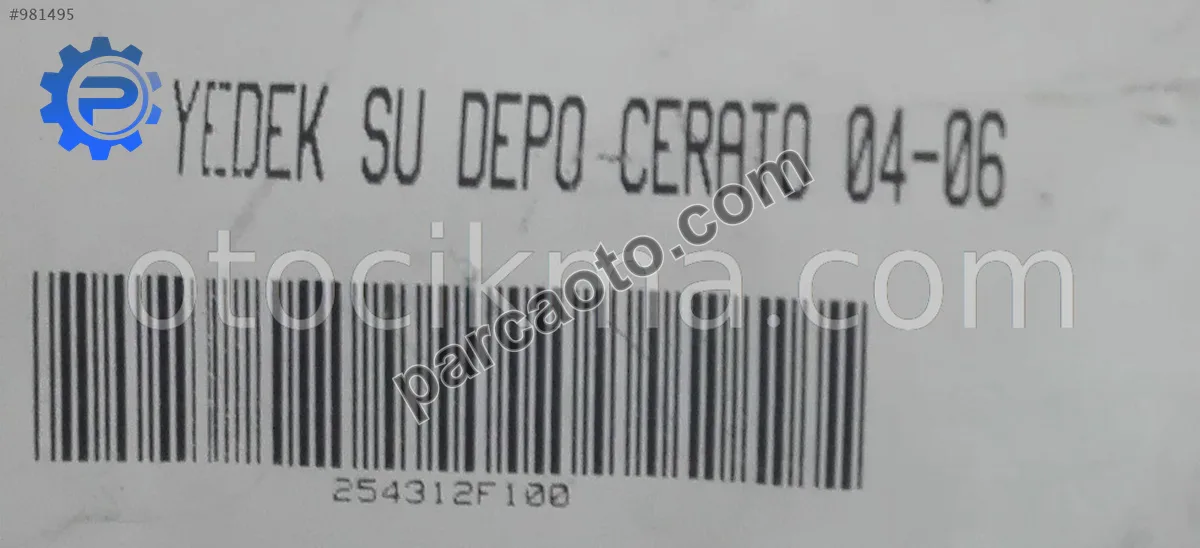 #981495
P
YEDEK SU DEPO CERATO 04-06
otocikma.com
parcaoto.com
254312F100